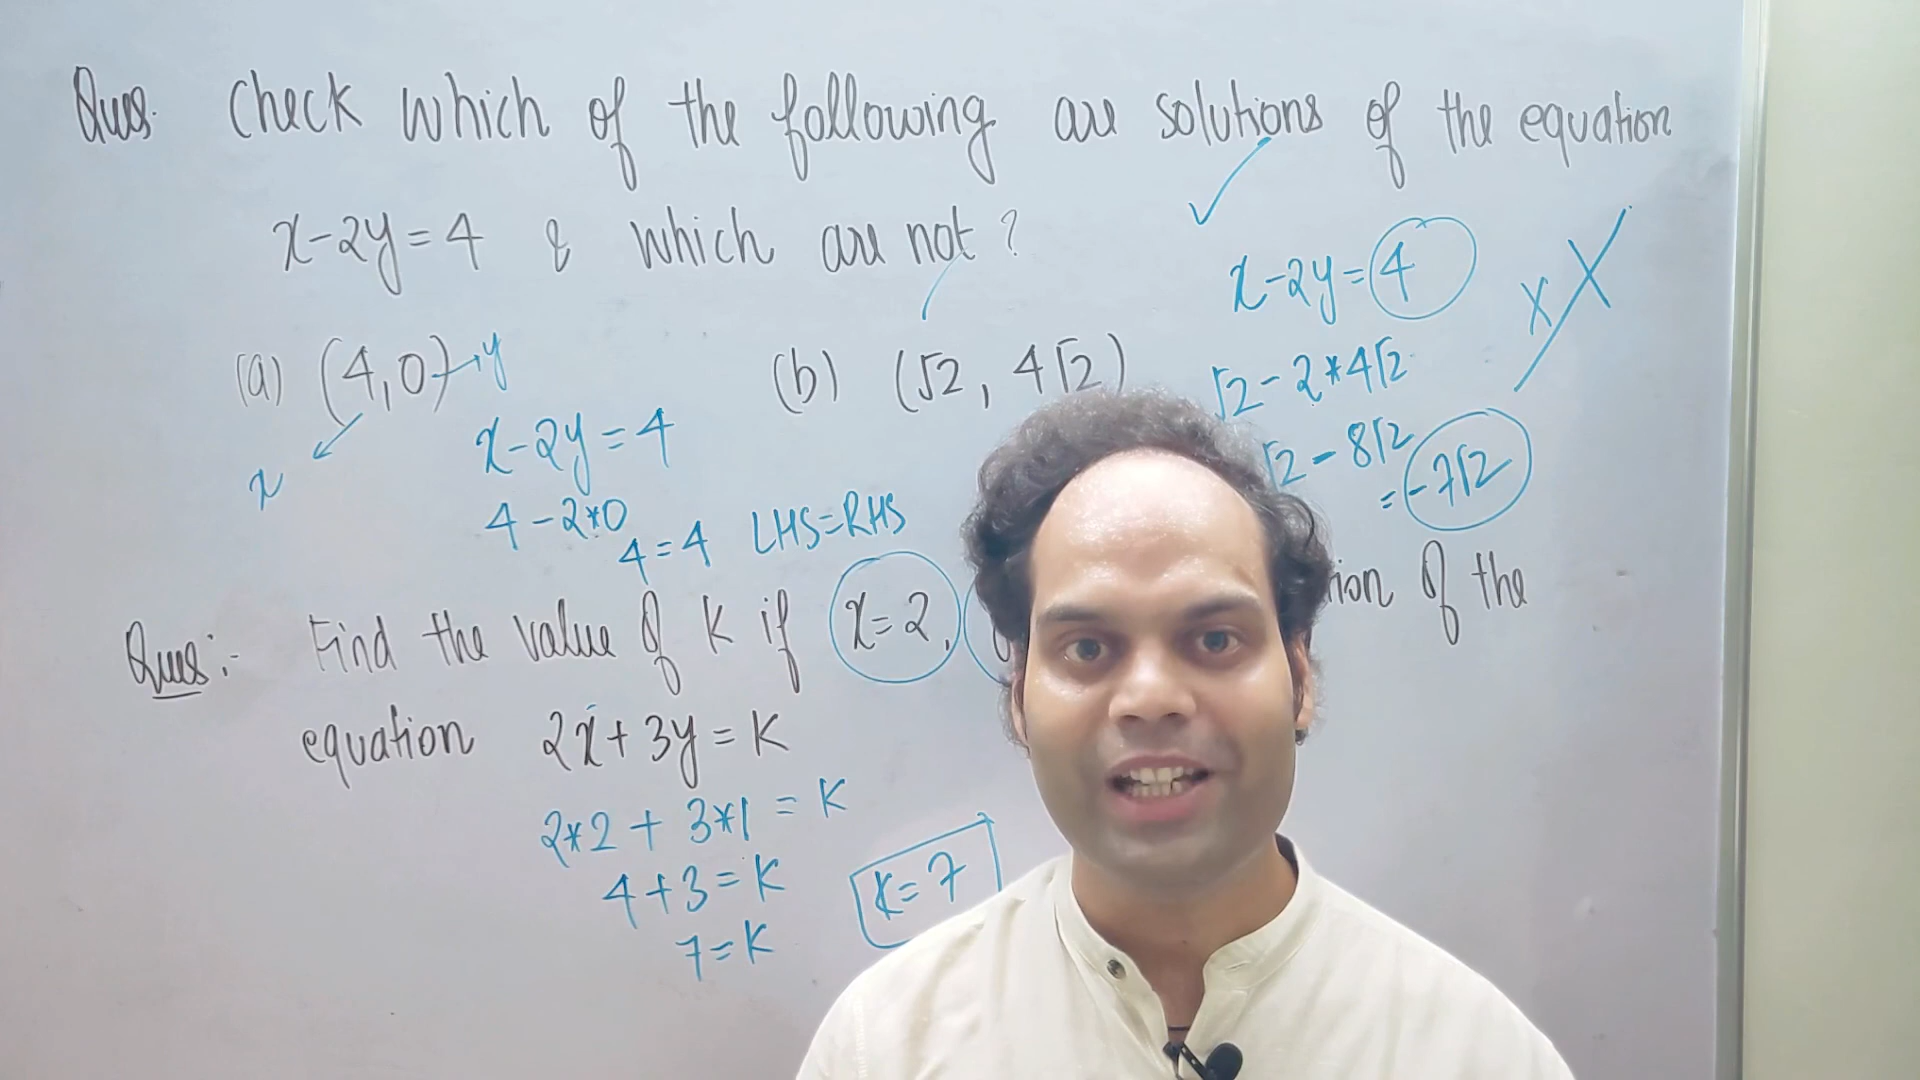 Ques. Check which of the following are solutions of the equation
x-2y=4 & which are not?
(a) (4,0) → y
x
x-2y=4
4-2*0
4=4 LHS=RHS
(b) (√2, 4√2)
x-2y=4
√2-2*4√2
√2-8√2
=-7√2
Ques:- Find the value of K if x=2, of the
equation 2x+3y=K
2*2+3*1=K
4+3=K
7=K
K=7